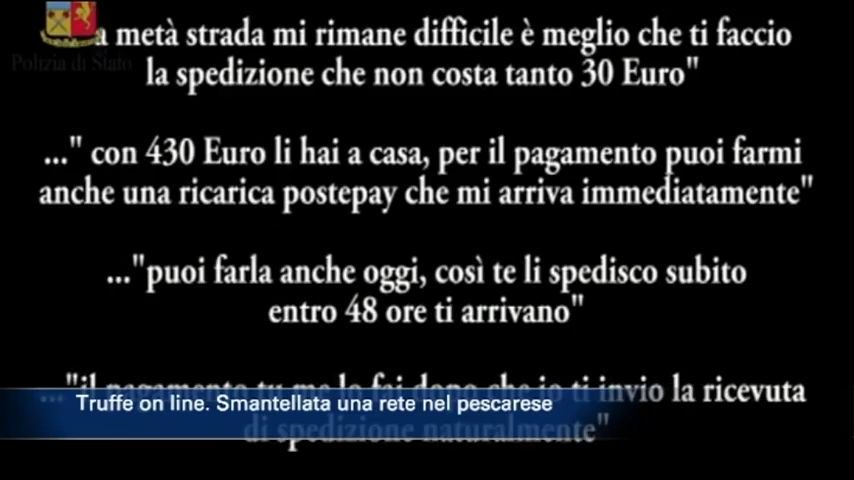 a metà strada mi rimane difficile è meglio che ti faccio
Polizia di Stato
la spedizione che non costa tanto 30 Euro"
..." con 430 Euro li hai a casa, per il pagamento puoi farmi
anche una ricarica postepay che mi arriva immediatamente"
..."puoi farla anche oggi, così te li spedisco subito
entro 48 ore ti arrivano"
..."il pagamento tu me lo fai dopo che io ti invio la ricevuta
Truffe on line. Smantellata una rete nel pescarese
di spedizione naturalmente"